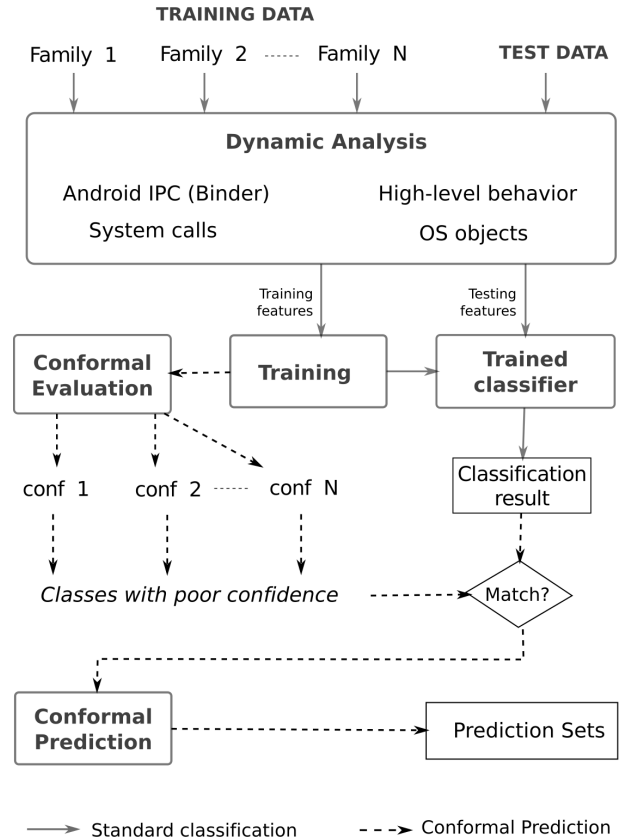 TRAINING DATA
Family 1
Family 2
Family N
TEST DATA
Dynamic Analysis
Android IPC (Binder)
High-level behavior
System calls
OS objects
Training
features
Testing
features
Conformal
Evaluation
Training
Trained
classifier
conf 1
conf 2
conf N
Classification
result
Classes with poor confidence
Match?
Conformal
Prediction
Prediction Sets
Standard classification
Conformal Prediction